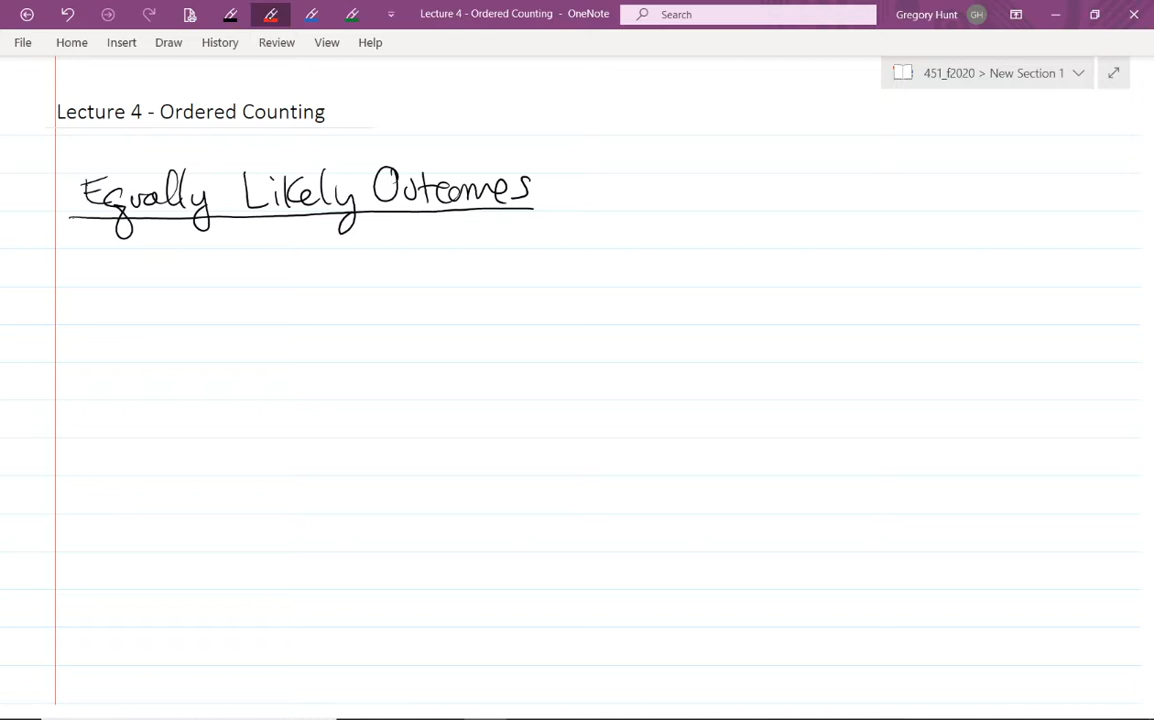 Lecture 4 - Ordered Counting - OneNote
Search
Gregory Hunt
GH
File
Home
Insert
Draw
History
Review
View
Help
451_f2020 > New Section 1
Lecture 4 - Ordered Counting
Equally Likely Outcomes